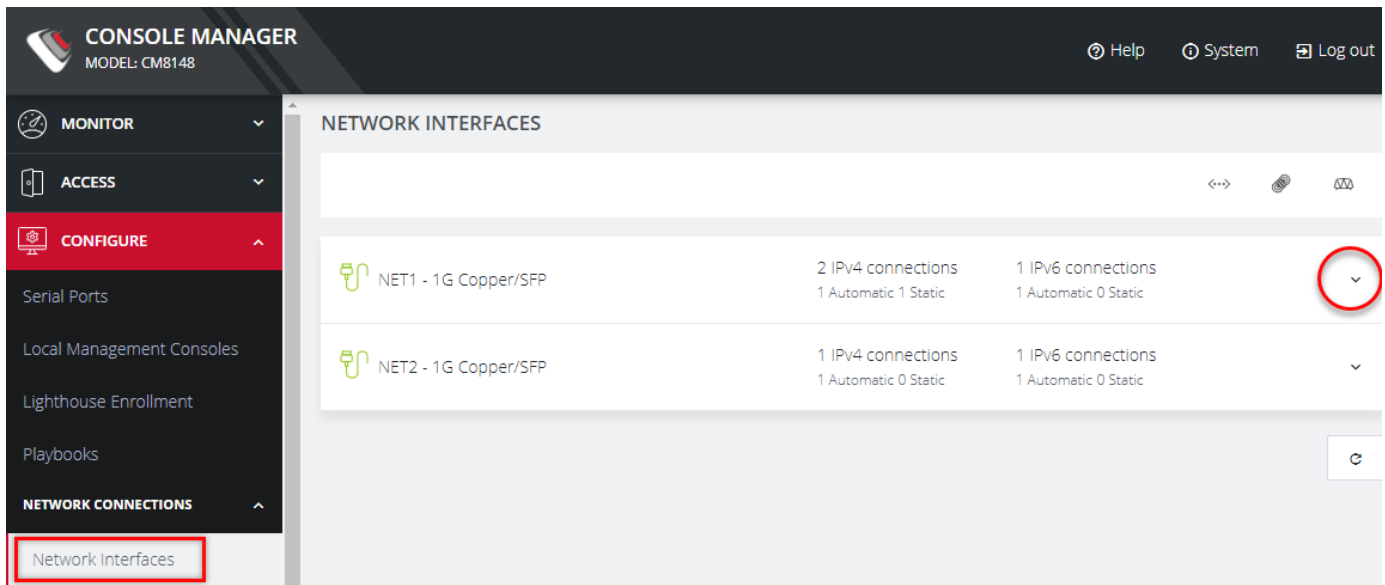 CONSOLE MANAGER
MODEL: CM8148
Help
System
Log out
MONITOR
ACCESS
CONFIGURE
Serial Ports
Local Management Consoles
Lighthouse Enrollment
Playbooks
NETWORK CONNECTIONS
Network Interfaces
NETWORK INTERFACES
NET1 - 1G Copper/SFP
2 IPv4 connections
1 Automatic 1 Static
1 IPv6 connections
1 Automatic 0 Static
NET2 - 1G Copper/SFP
1 IPv4 connections
1 Automatic 0 Static
1 IPv6 connections
1 Automatic 0 Static